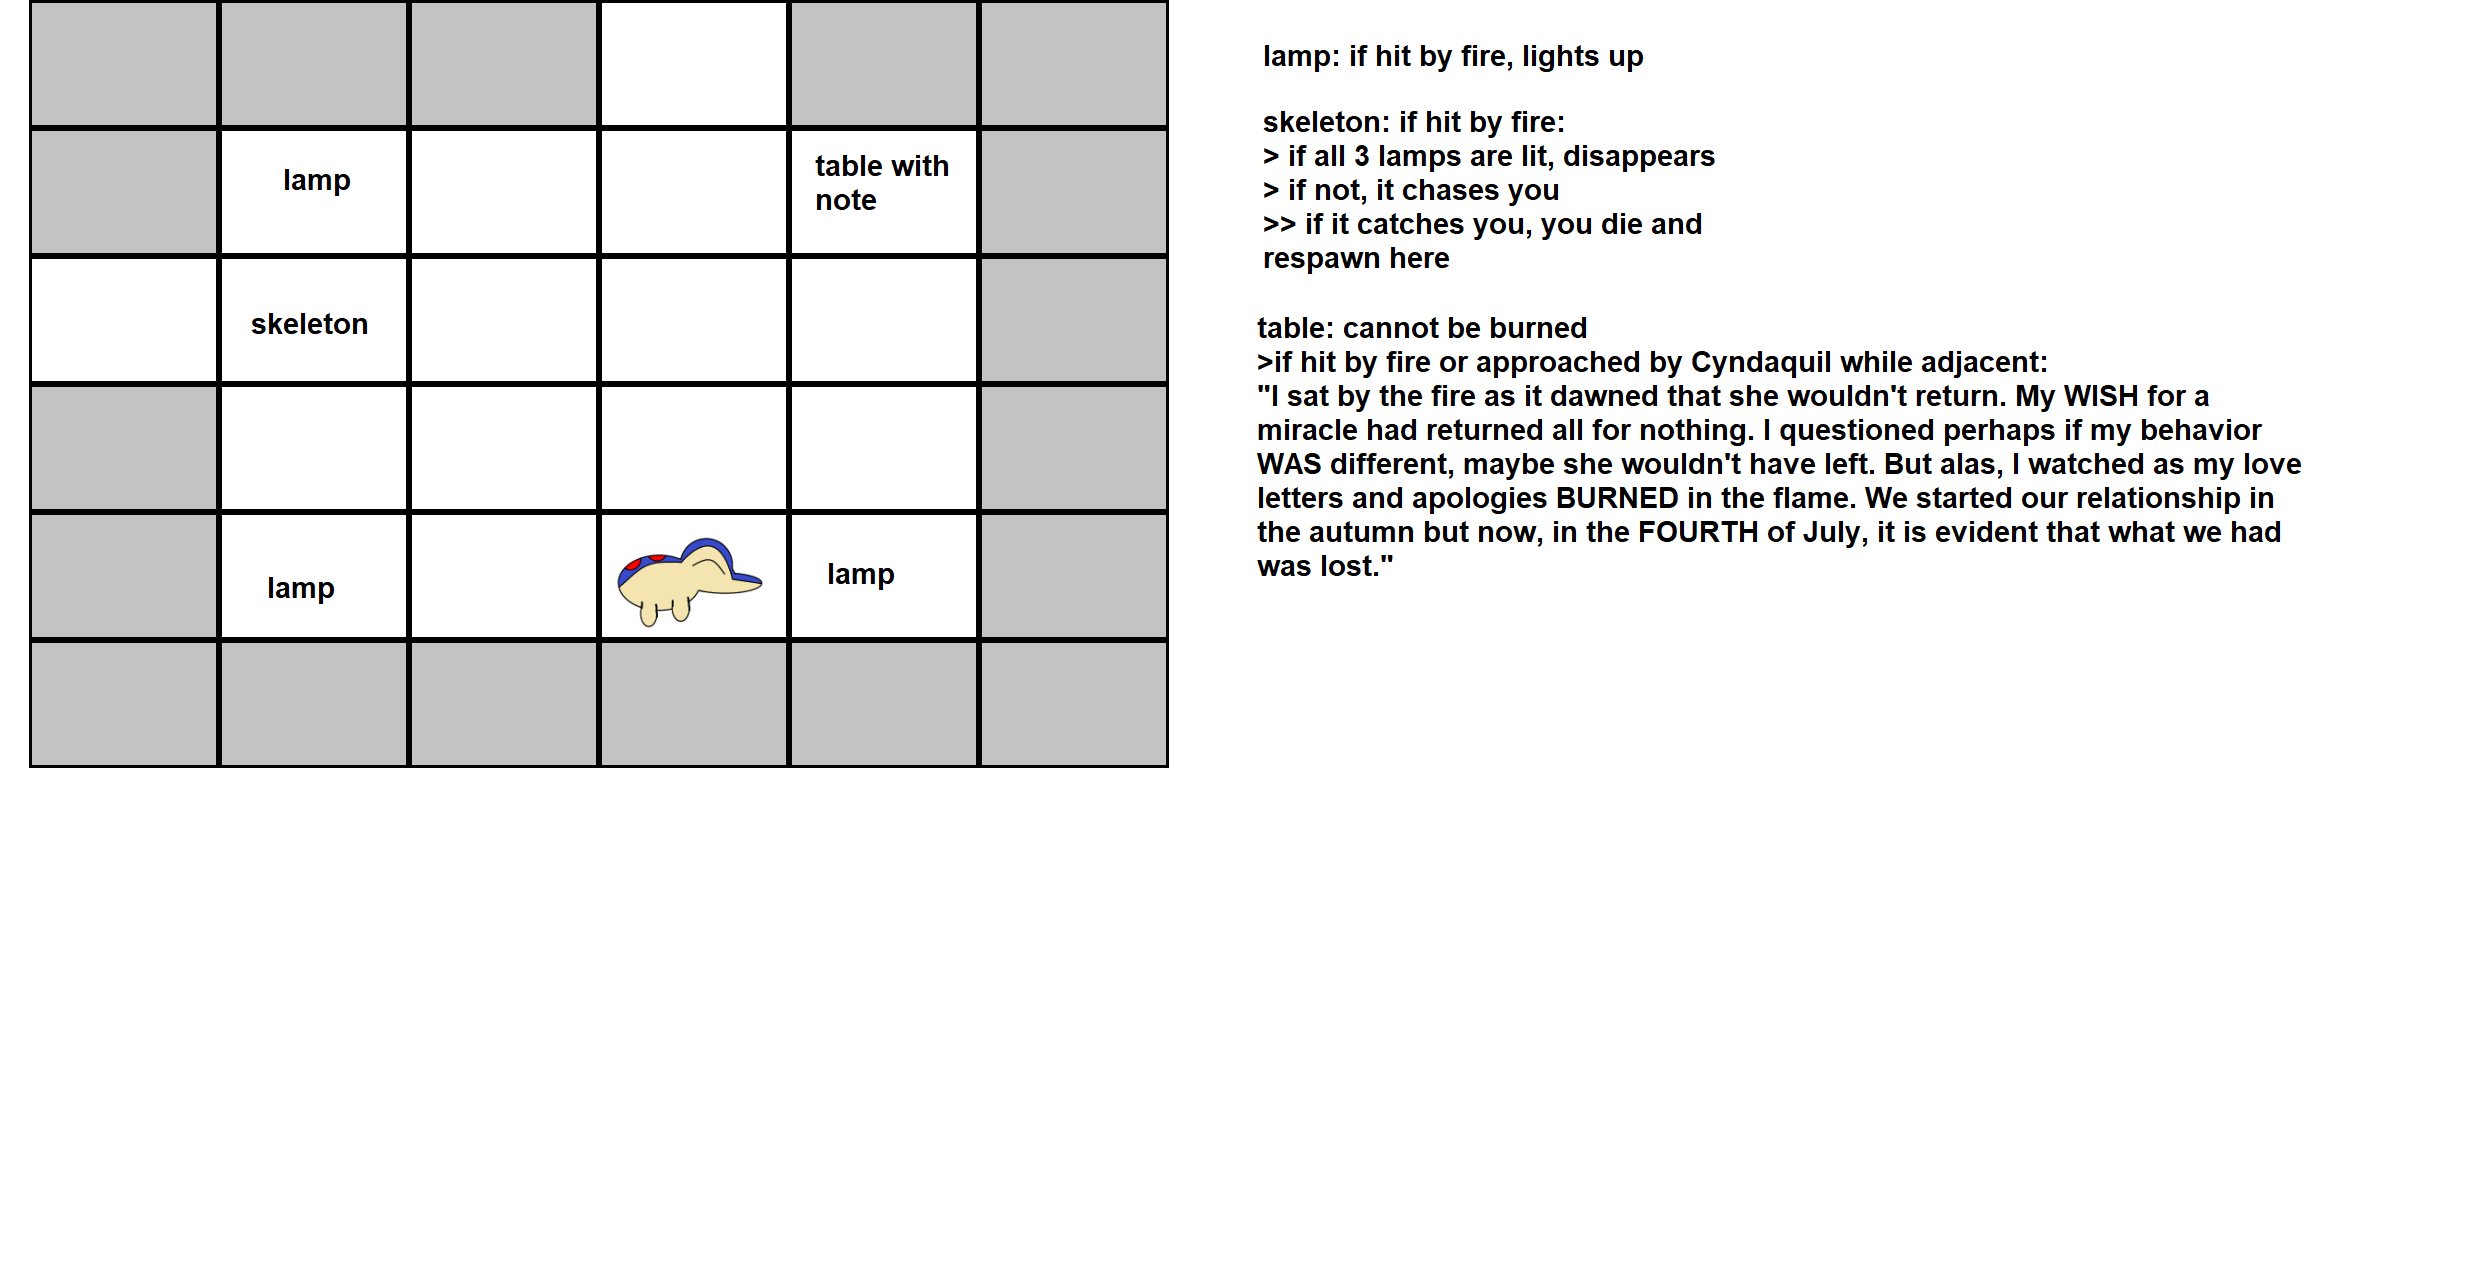 lamp
table with
note
skeleton
lamp
lamp
lamp: if hit by fire, lights up
skeleton: if hit by fire:
> if all 3 lamps are lit, disappears
> if not, it chases you
>> if it catches you, you die and
respawn here
table: cannot be burned
>if hit by fire or approached by Cyndaquil while adjacent:
"I sat by the fire as it dawned that she wouldn't return. My WISH for a
miracle had returned all for nothing. I questioned perhaps if my behavior
WAS different, maybe she wouldn't have left. But alas, I watched as my love
letters and apologies BURNED in the flame. We started our relationship in
the autumn but now, in the FOURTH of July, it is evident that what we had
was lost."